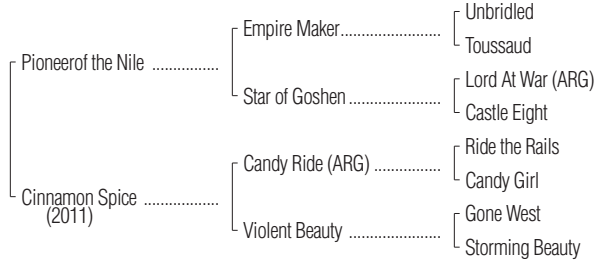 Unbridled
Empire Maker.................
Toussaud
Pioneerof the Nile .................
Lord At War (ARG)
Star of Goshen .......................
Castle Eight
Ride the Rails
Candy Ride (ARG) .................
Candy Girl
Cinnamon Spice ...................
(2011)
Gone West
Violent Beauty .......................
Storming Beauty